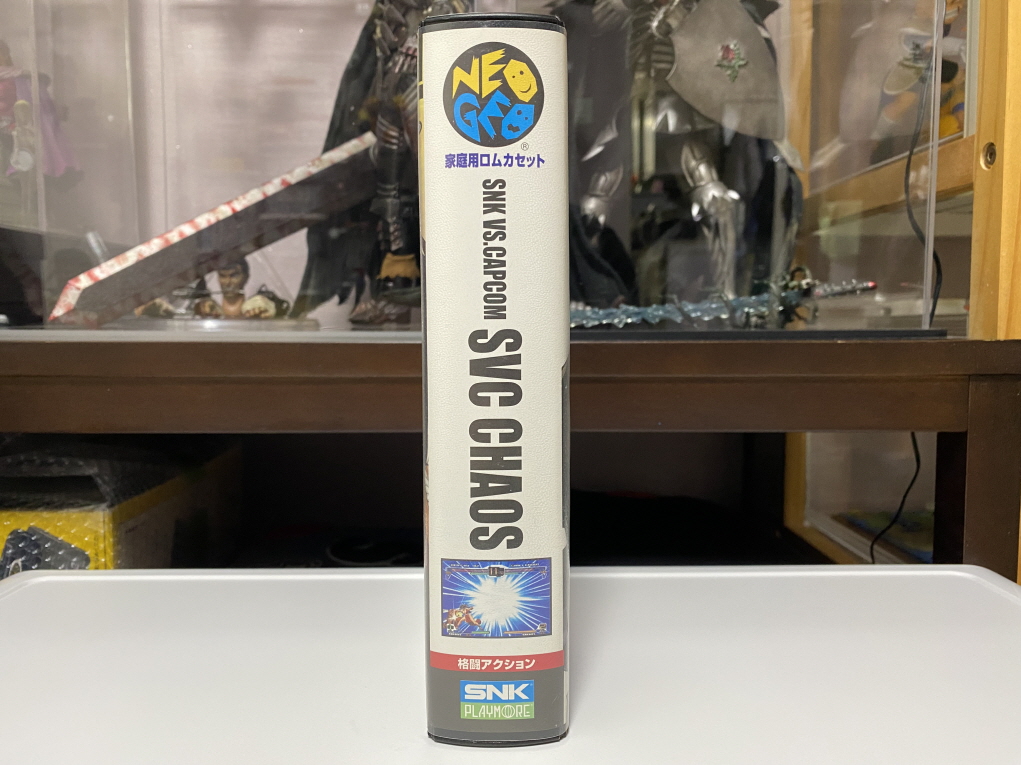 NEO
GEO
®
家庭用ロムカセット
SNK VS.CAPCOM
SVC CHAOS
格闘アクション
SNK
PLAYMORE